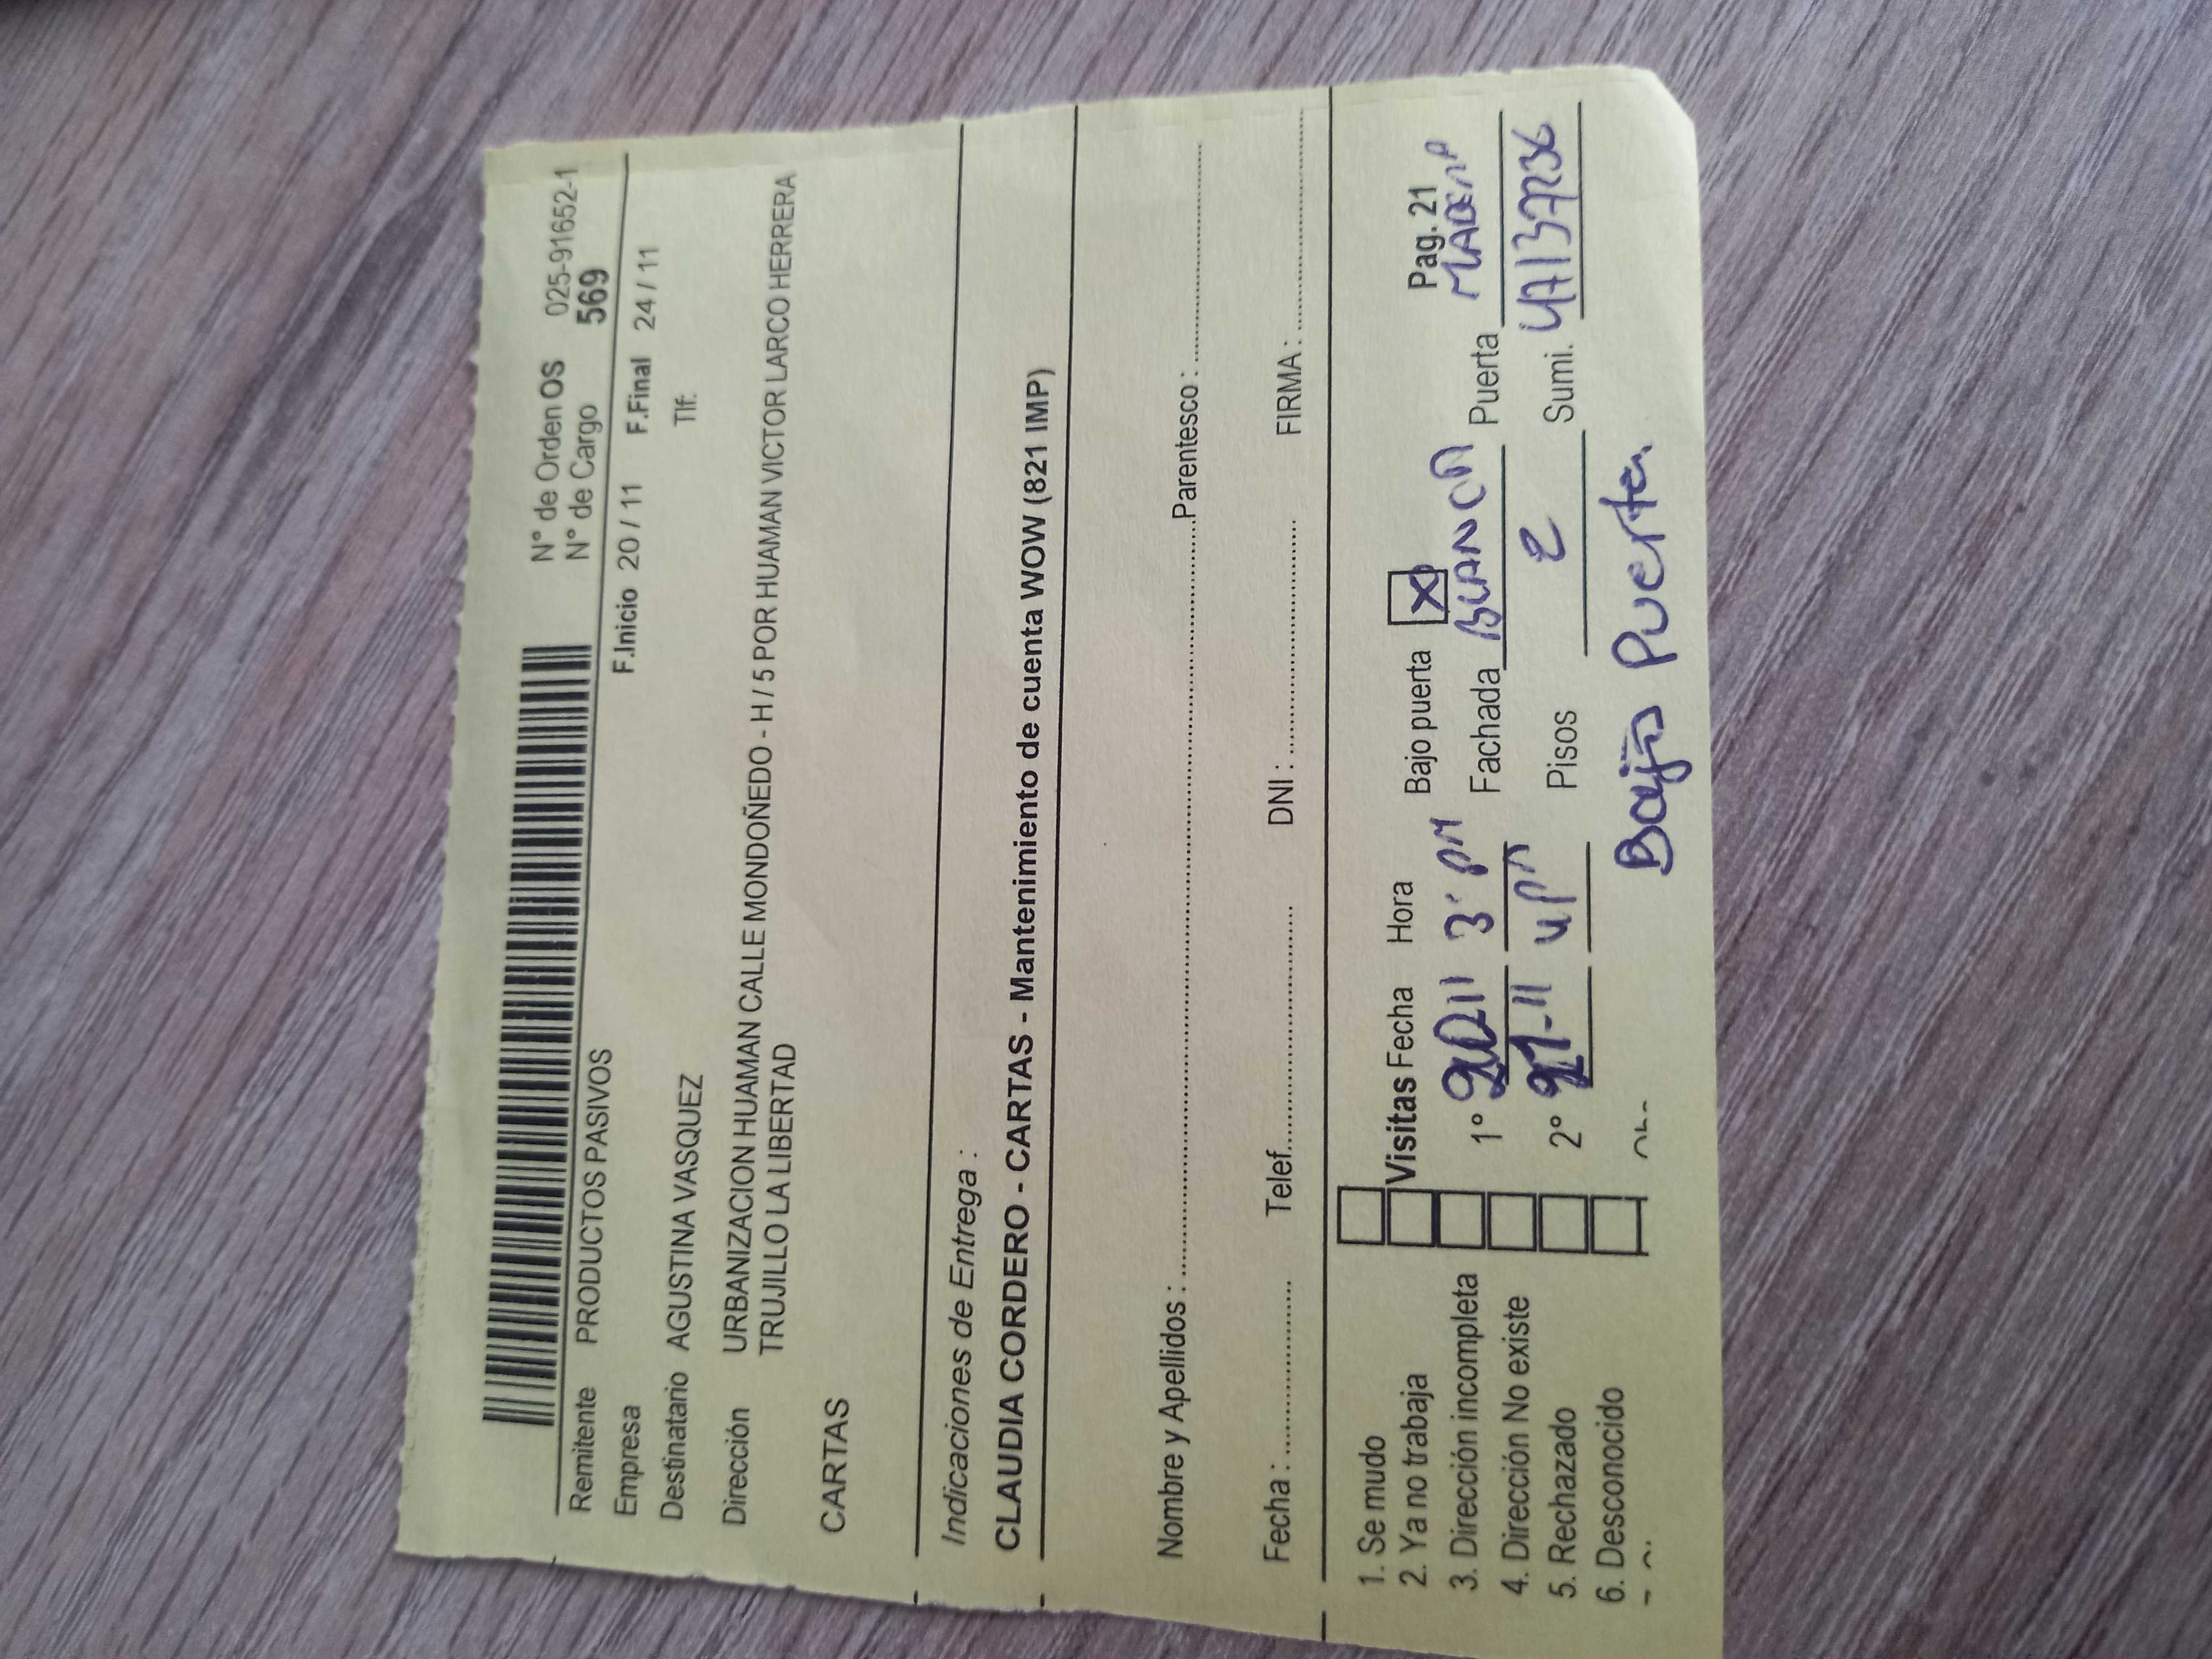 N° de Orden OS 025-91652-1
N° de Cargo 569
Remitente PRODUCTOS PASIVOS
F.Inicio 20 / 11 F.Final 24 / 11
Empresa
Tlf.
Destinatario AGUSTINA VASQUEZ
Dirección URBANIZACION HUAMAN CALLE MONDOÑEDO - H / 5 POR HUAMAN VICTOR LARCO HERRERA
TRUJILLO LA LIBERTAD
CARTAS
Indicaciones de Entrega :
CLAUDIA CORDERO - CARTAS - Mantenimiento de cuenta WOW (821 IMP)
Nombre y Apellidos : Parentesco :
Fecha : Telef. DNI : FIRMA :
1. Se mudo
2. Ya no trabaja
3. Dirección incompleta
4. Dirección No existe
5. Rechazado
6. Desconocido
Visitas Fecha Hora
1° 20 11 3 pm
2° 21-11 4 pm
Bajo puerta X Pag. 21
Fachada BLANCA Puerta MADERA
Pisos 2 Sumi.
Bajo Puerta